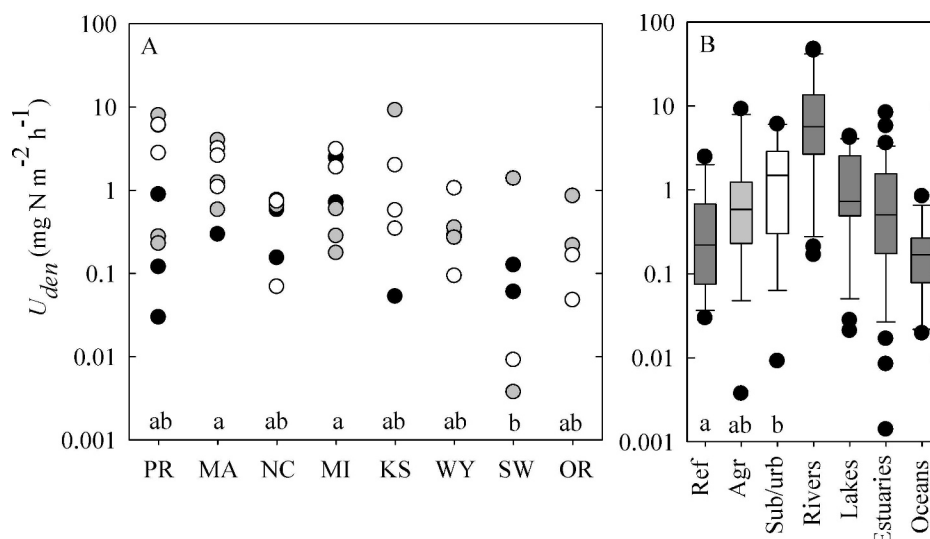 A
B
U_den (mg N m^-2 h^-1)
100
10
1
0.1
0.01
0.001
ab a ab a ab ab b ab
PR MA NC MI KS WY SW OR
100
10
1
0.1
0.01
0.001
a ab b
Ref
Agr
Sub/urb
Rivers
Lakes
Estuaries
Oceans